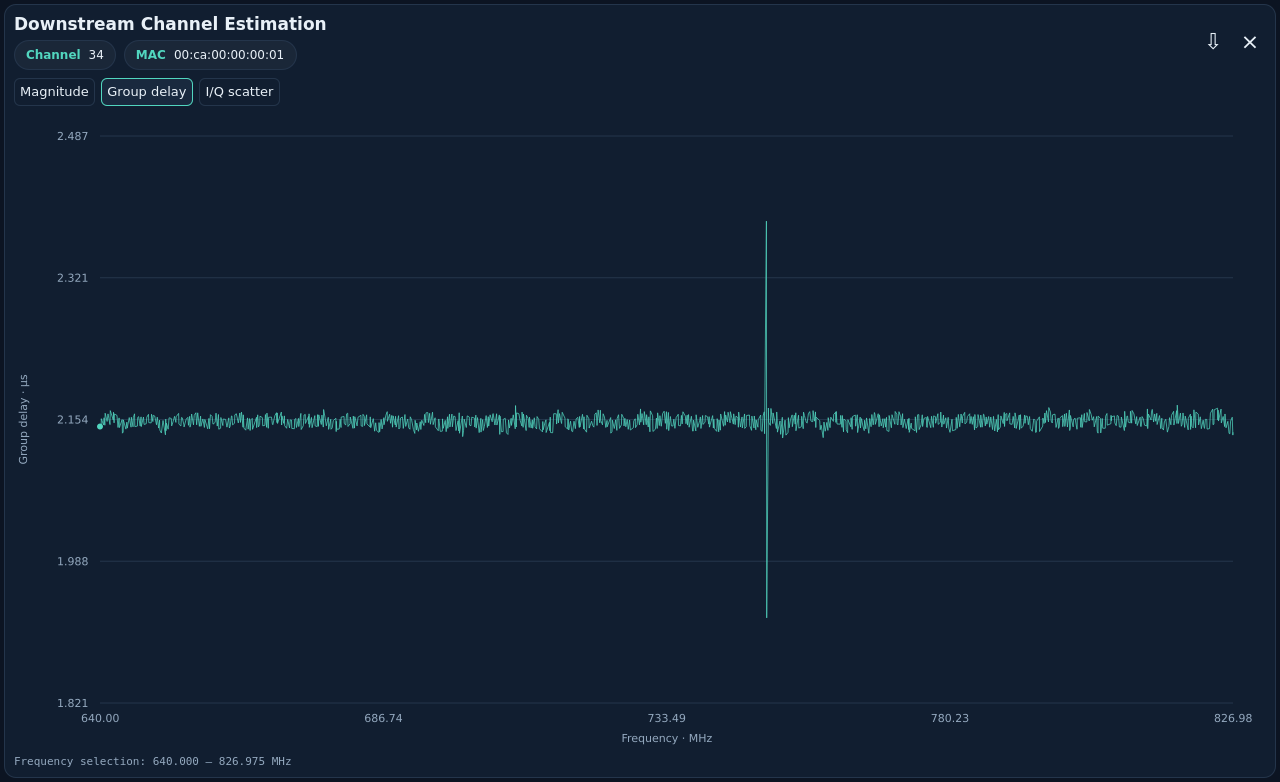 Downstream Channel Estimation
⇩ ×
Channel 34 MAC 00:ca:00:00:00:01
Magnitude Group delay I/Q scatter
2.487
2.321
2.154
1.988
1.821
Group delay · µs
640.00 686.74 733.49 780.23 826.98
Frequency · MHz
Frequency selection: 640.000 — 826.975 MHz